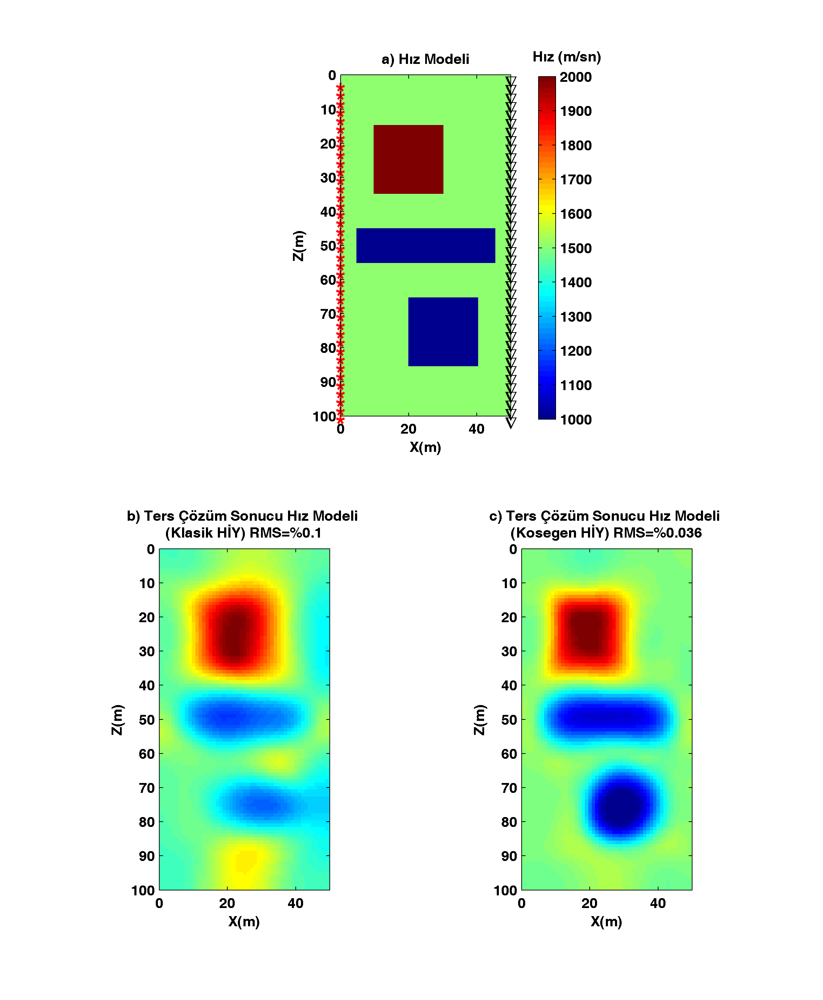 a) Hız Modeli
Hız (m/sn)
0
10
20
30
40
50
60
70
80
90
100
Z(m)
0 20 40
X(m)
2000
1900
1800
1700
1600
1500
1400
1300
1200
1100
1000
b) Ters Çözüm Sonucu Hız Modeli
(Klasik HİY) RMS=%0.1
0
10
20
30
40
50
60
70
80
90
100
Z(m)
0 20 40
X(m)
c) Ters Çözüm Sonucu Hız Modeli
(Kosegen HİY) RMS=%0.036
0
10
20
30
40
50
60
70
80
90
100
Z(m)
0 20 40
X(m)